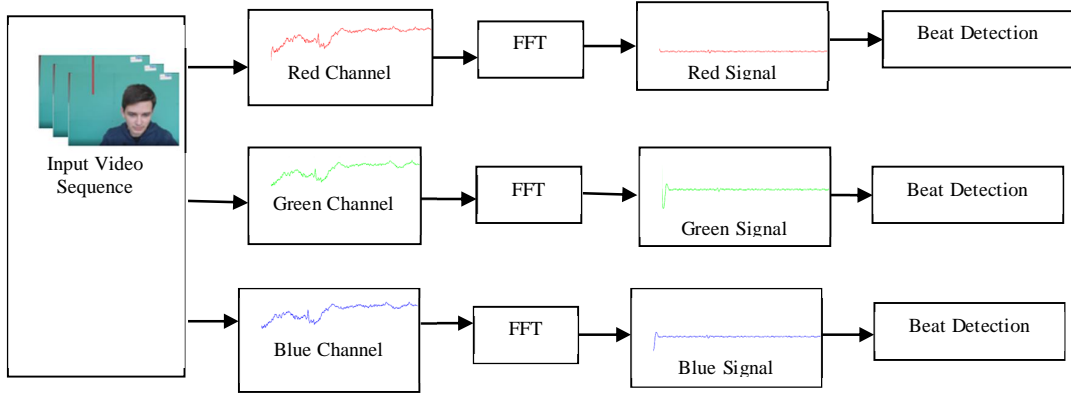 Input Video
Sequence
Red Channel
FFT
Red Signal
Beat Detection
Green Channel
FFT
Green Signal
Beat Detection
Blue Channel
FFT
Blue Signal
Beat Detection